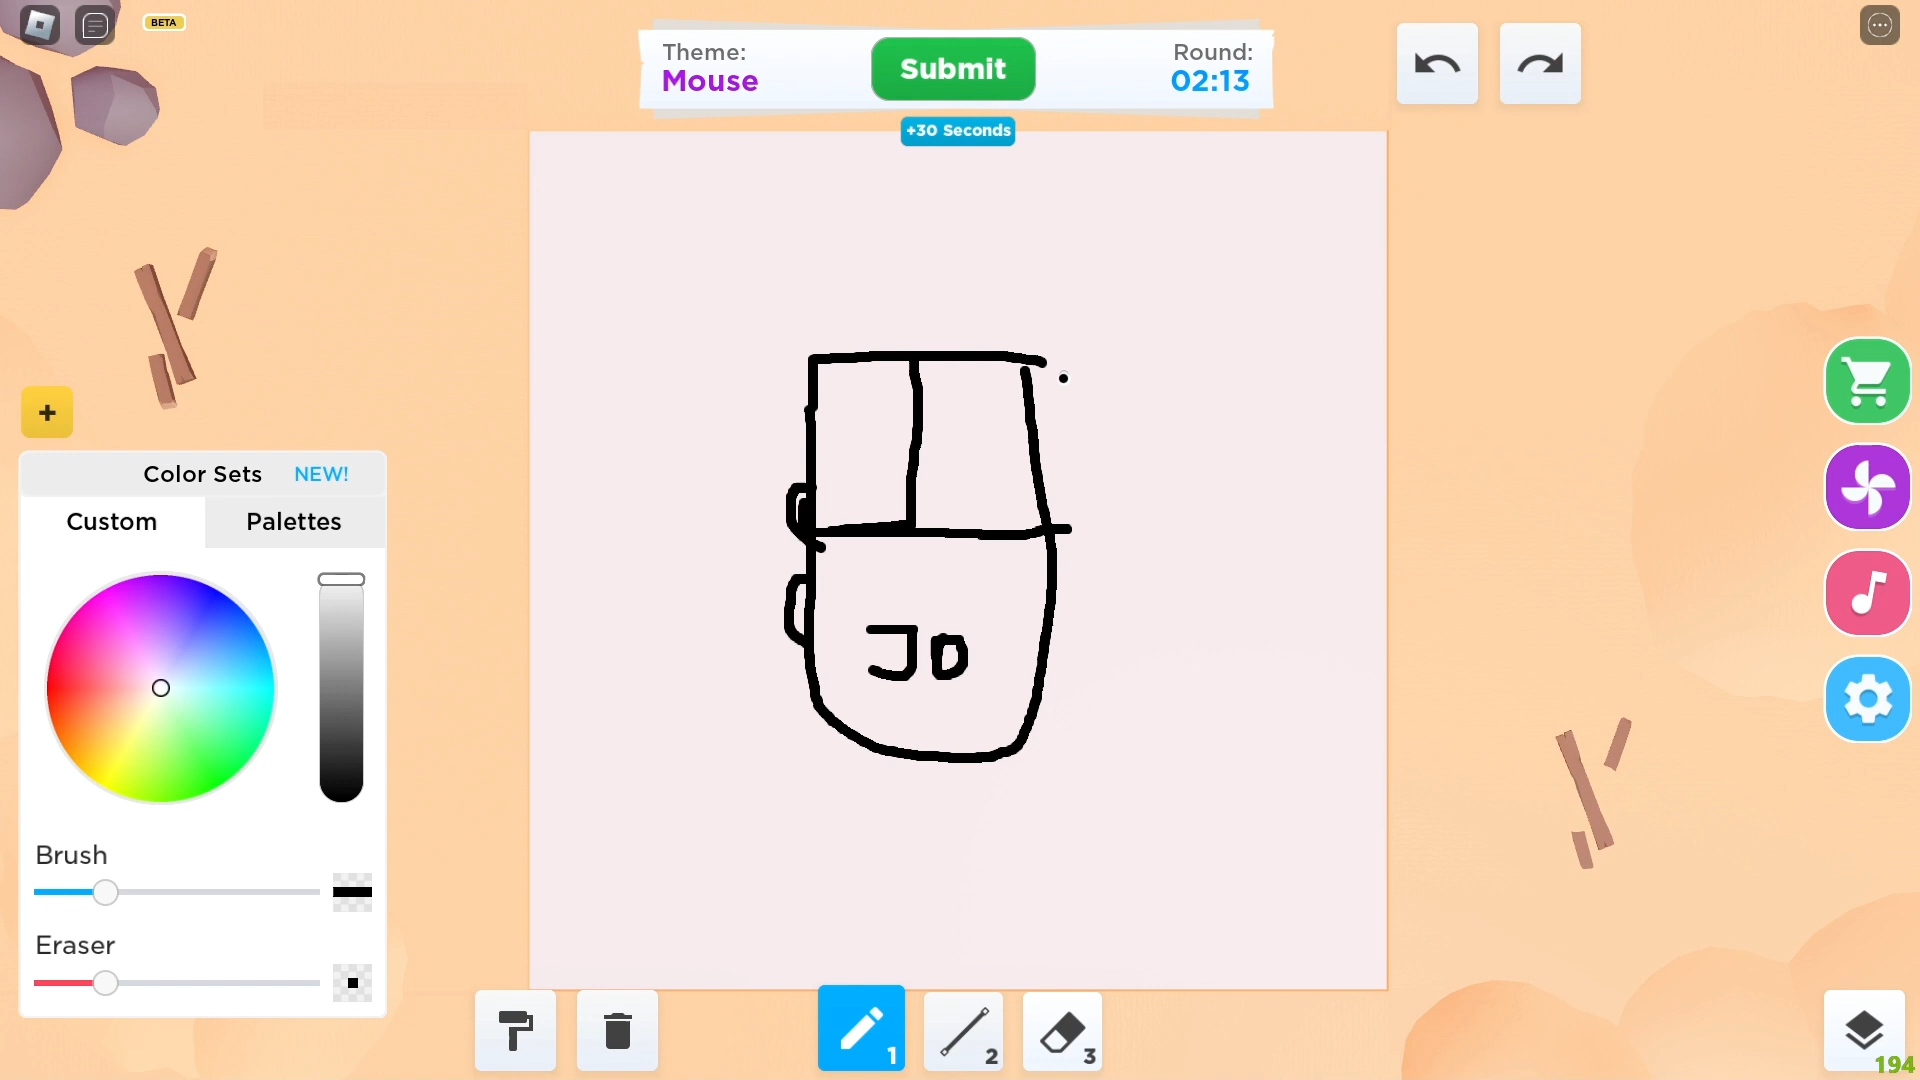 BETA
Theme:
Mouse
Submit
Round:
02:13
+30 Seconds
+
Color Sets NEW!
Custom Palettes
JD
Brush
Eraser
1
2
3
194